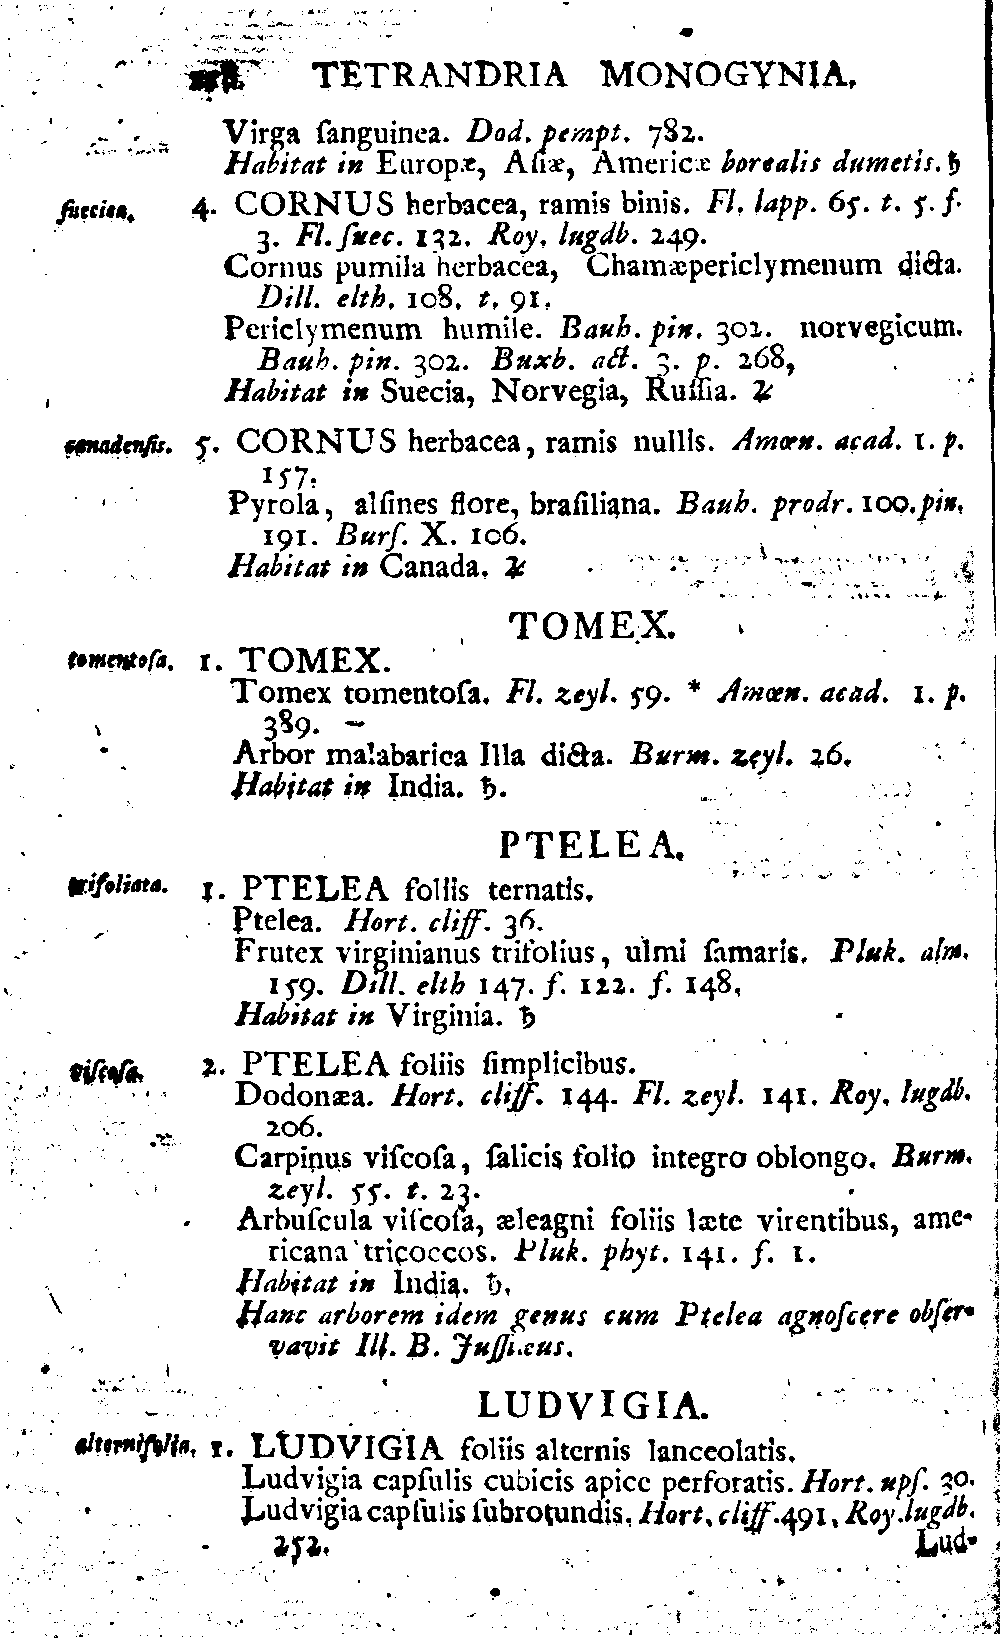 118. TETRANDRIA MONOGYNIA.
Virga ſanguinea. Dod. pempt. 782.
Habitat in Europæ, Aſiæ, Americæ borealis dumetis. ♄
ſuecica. 4. CORNUS herbacea, ramis binis. Fl. lapp. 65. t. 5. f.
3. Fl. ſuec. 132. Roy. lugdb. 249.
Cornus pumila herbacea, Chamæpericlymenum dicta.
Dill. elth. 108. t. 91.
Periclymenum humile. Bauh. pin. 302. norvegicum.
Bauh. pin. 302. Buxb. act. 3. p. 268,
Habitat in Suecia, Norvegia, Ruſſia. ♃
canadenſis. 5. CORNUS herbacea, ramis nullis. Amœn. acad. 1. p.
157.
Pyrola, alſines flore, braſiliana. Bauh. prodr. 100. pin.
191. Burſ. X. 106.
Habitat in Canada. ♃
TOMEX.
tomentoſa. 1. TOMEX.
Tomex tomentoſa. Fl. zeyl. 59. * Amœn. acad. 1. p.
389. –
Arbor malabarica Illa dicta. Burm. zeyl. 26.
Habitat in India. ♄.
PTELEA.
trifoliata. 1. PTELEA foliis ternatis.
Ptelea. Hort. cliff. 36.
Frutex virginianus trifolius, ulmi ſamaris. Pluk. alm.
159. Dill. elth 147. f. 122. f. 148,
Habitat in Virginia. ♄
viſcoſa. 2. PTELEA foliis ſimplicibus.
Dodonæa. Hort. cliff. 144. Fl. zeyl. 141. Roy. lugdb.
206.
Carpinus viſcoſa, ſalicis folio integro oblongo. Burm.
zeyl. 55. t. 23.
Arbuſcula viſcoſa, æleagni foliis læte virentibus, ame-
ricana tricoccos. Pluk. phyt. 141. f. 1.
Habitat in India. ♄.
Hanc arborem idem genus cum Ptelea agnoſcere obſer-
vavit Ill. B. Juſſiæus.
LUDVIGIA.
alternifolia. 1. LUDVIGIA foliis alternis lanceolatis.
Ludvigia capſulis cubicis apice perforatis. Hort. upſ. 30.
Ludvigia capſulis ſubrotundis. Hort. cliff. 491. Roy. lugdb.
252.
Lud-